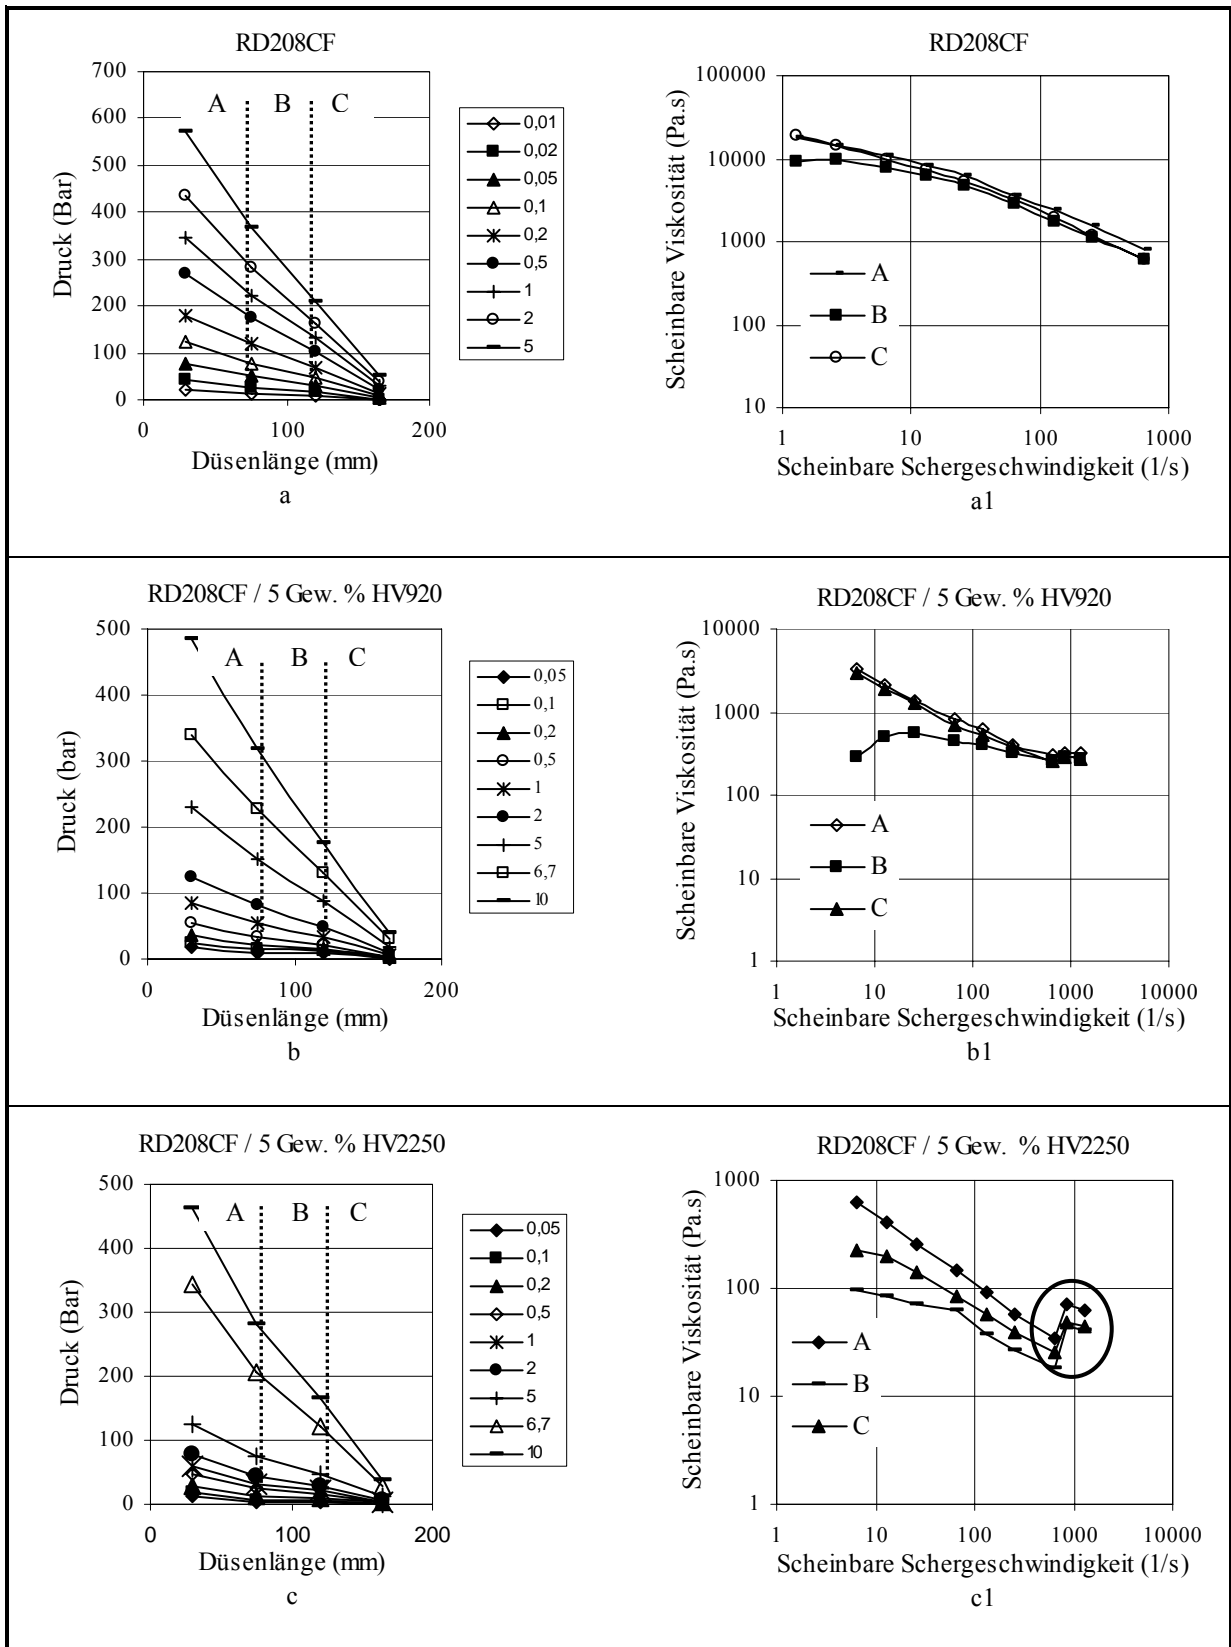 RD208CF
Druck (Bar)
700
600
500
400
300
200
100
0
0 100 200
A B C
Düsenlänge (mm)
a
0,01
0,02
0,05
0,1
0,2
0,5
1
2
5
RD208CF
Scheinbare Viskosität (Pa.s)
100000
10000
1000
100
10
1 10 100 1000
A
B
C
Scheinbare Schergeschwindigkeit (1/s)
a1
RD208CF / 5 Gew. % HV920
Druck (bar)
500
400
300
200
100
0
0 100 200
A B C
Düsenlänge (mm)
b
0,05
0,1
0,2
0,5
1
2
5
6,7
10
RD208CF / 5 Gew. % HV920
Scheinbare Viskosität (Pa.s)
10000
1000
100
10
1
1 10 100 1000 10000
A
B
C
Scheinbare Schergeschwindigkeit (1/s)
b1
RD208CF / 5 Gew. % HV2250
Druck (Bar)
500
400
300
200
100
0
0 100 200
A B C
Düsenlänge (mm)
c
0,05
0,1
0,2
0,5
1
2
5
6,7
10
RD208CF / 5 Gew. % HV2250
Scheinbare Viskosität (Pa.s)
1000
100
10
1
1 10 100 1000 10000
A
B
C
Scheinbare Schergeschwindigkeit (1/s)
c1